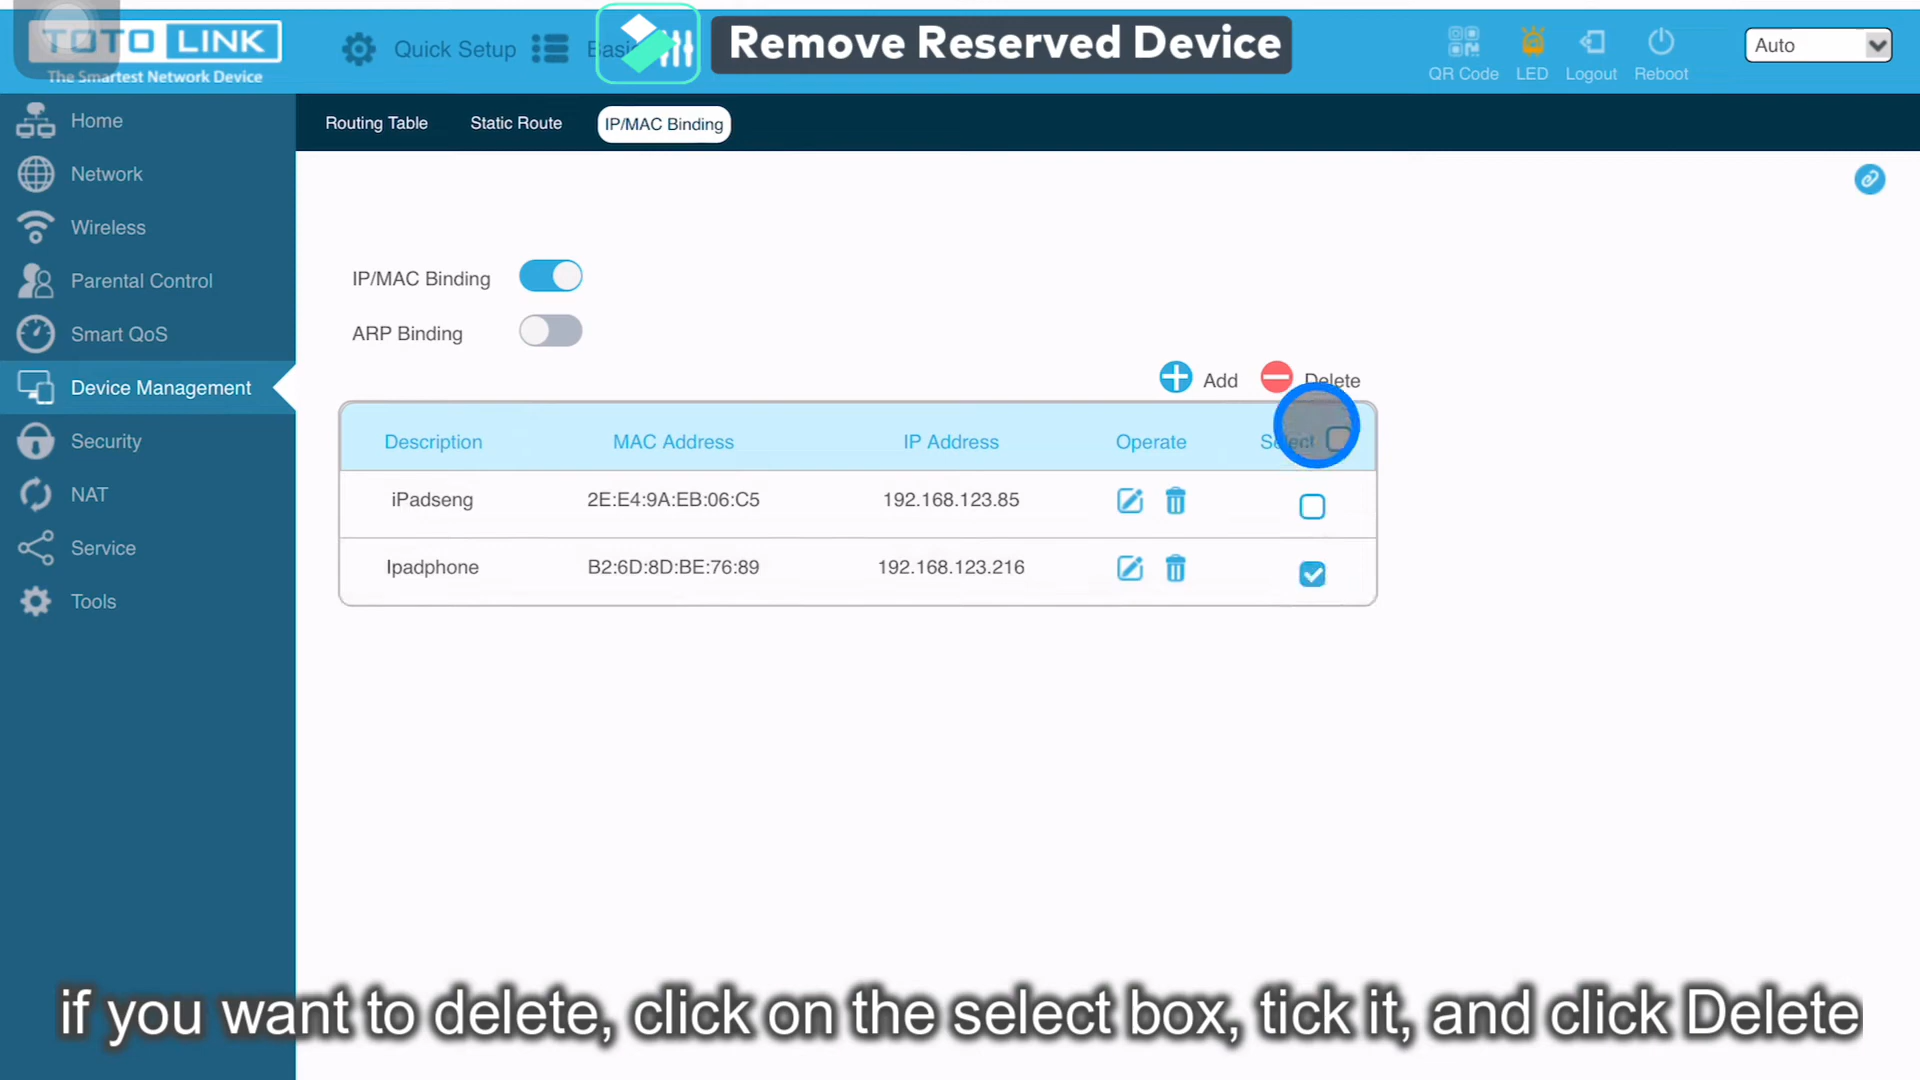 TOTO LINK
The Smartest Network Device
Quick Setup
Basic
Remove Reserved Device
QR Code
LED
Logout
Reboot
Auto
Home
Network
Wireless
Parental Control
Smart QoS
Device Management
Security
NAT
Service
Tools
Routing Table
Static Route
IP/MAC Binding
IP/MAC Binding
ARP Binding
Add
Delete
Description MAC Address IP Address Operate Select
iPadseng 2E:E4:9A:EB:06:C5 192.168.123.85
Ipadphone B2:6D:8D:BE:76:89 192.168.123.216
if you want to delete, click on the select box, tick it, and click Delete